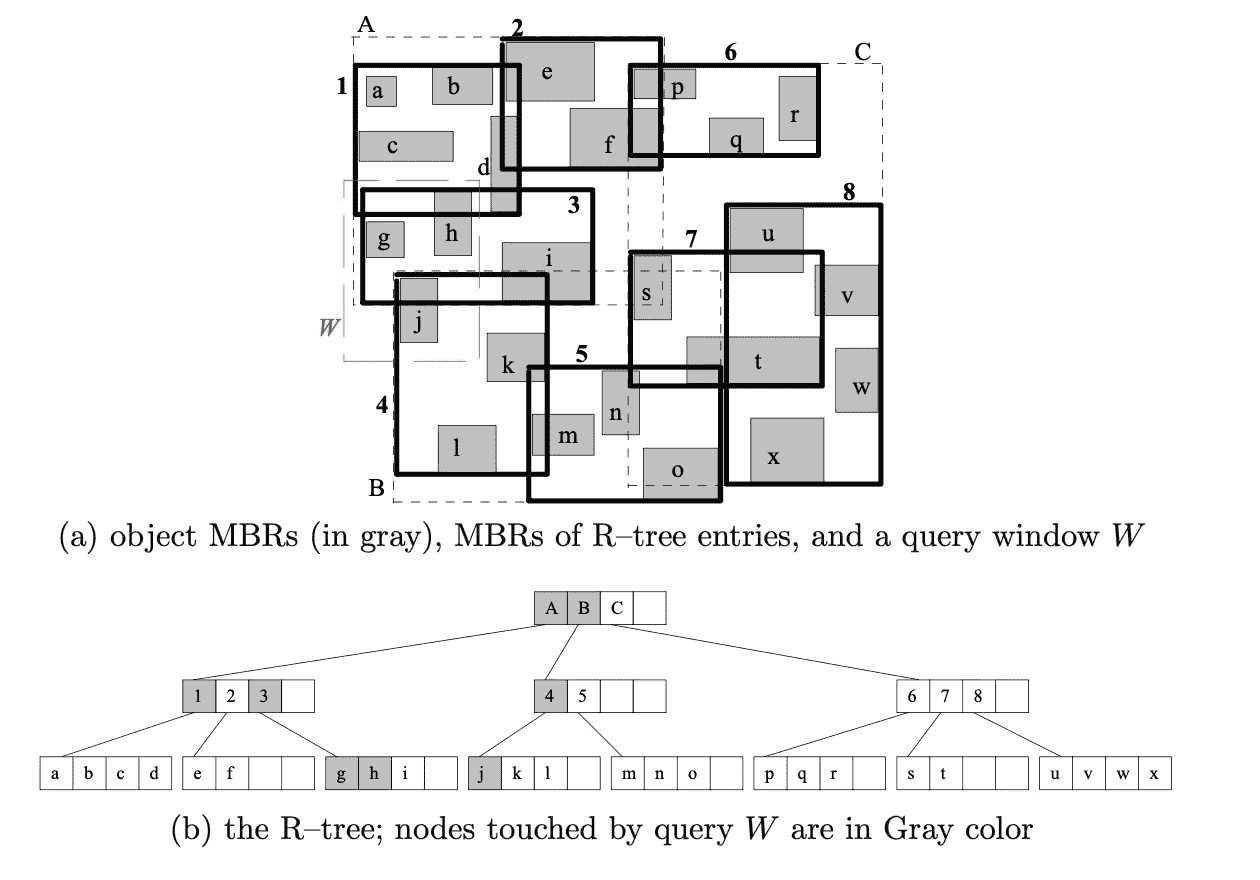 A
2
6
C
1
a
b
e
p
r
c
d
f
q
3
8
g
h
i
7
u
s
v
W
j
k
5
t
w
4
n
l
m
o
x
B
(a) object MBRs (in gray), MBRs of R–tree entries, and a query window W
A B C
1 2 3
4 5
6 7 8
a b c d
e f
g h i
j k l
m n o
p q r
s t
u v w x
(b) the R–tree; nodes touched by query W are in Gray color